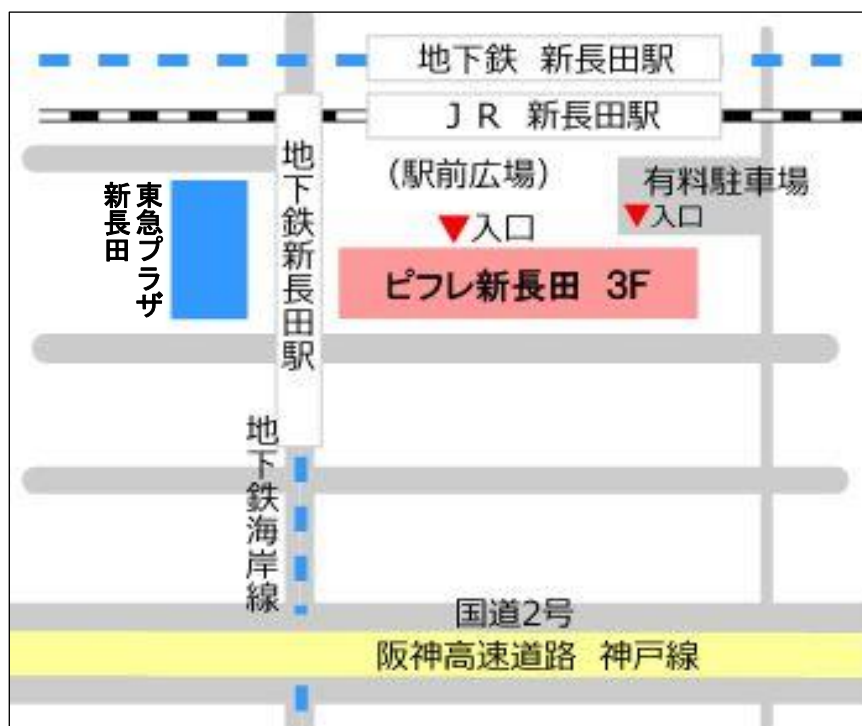 地下鉄 新長田駅
JR 新長田駅
(駅前広場)
有料駐車場
▼入口
▼入口
東急プラザ
新長田
地下鉄新長田駅
ピフレ新長田 3F
地下鉄海岸線
国道2号
阪神高速道路 神戸線